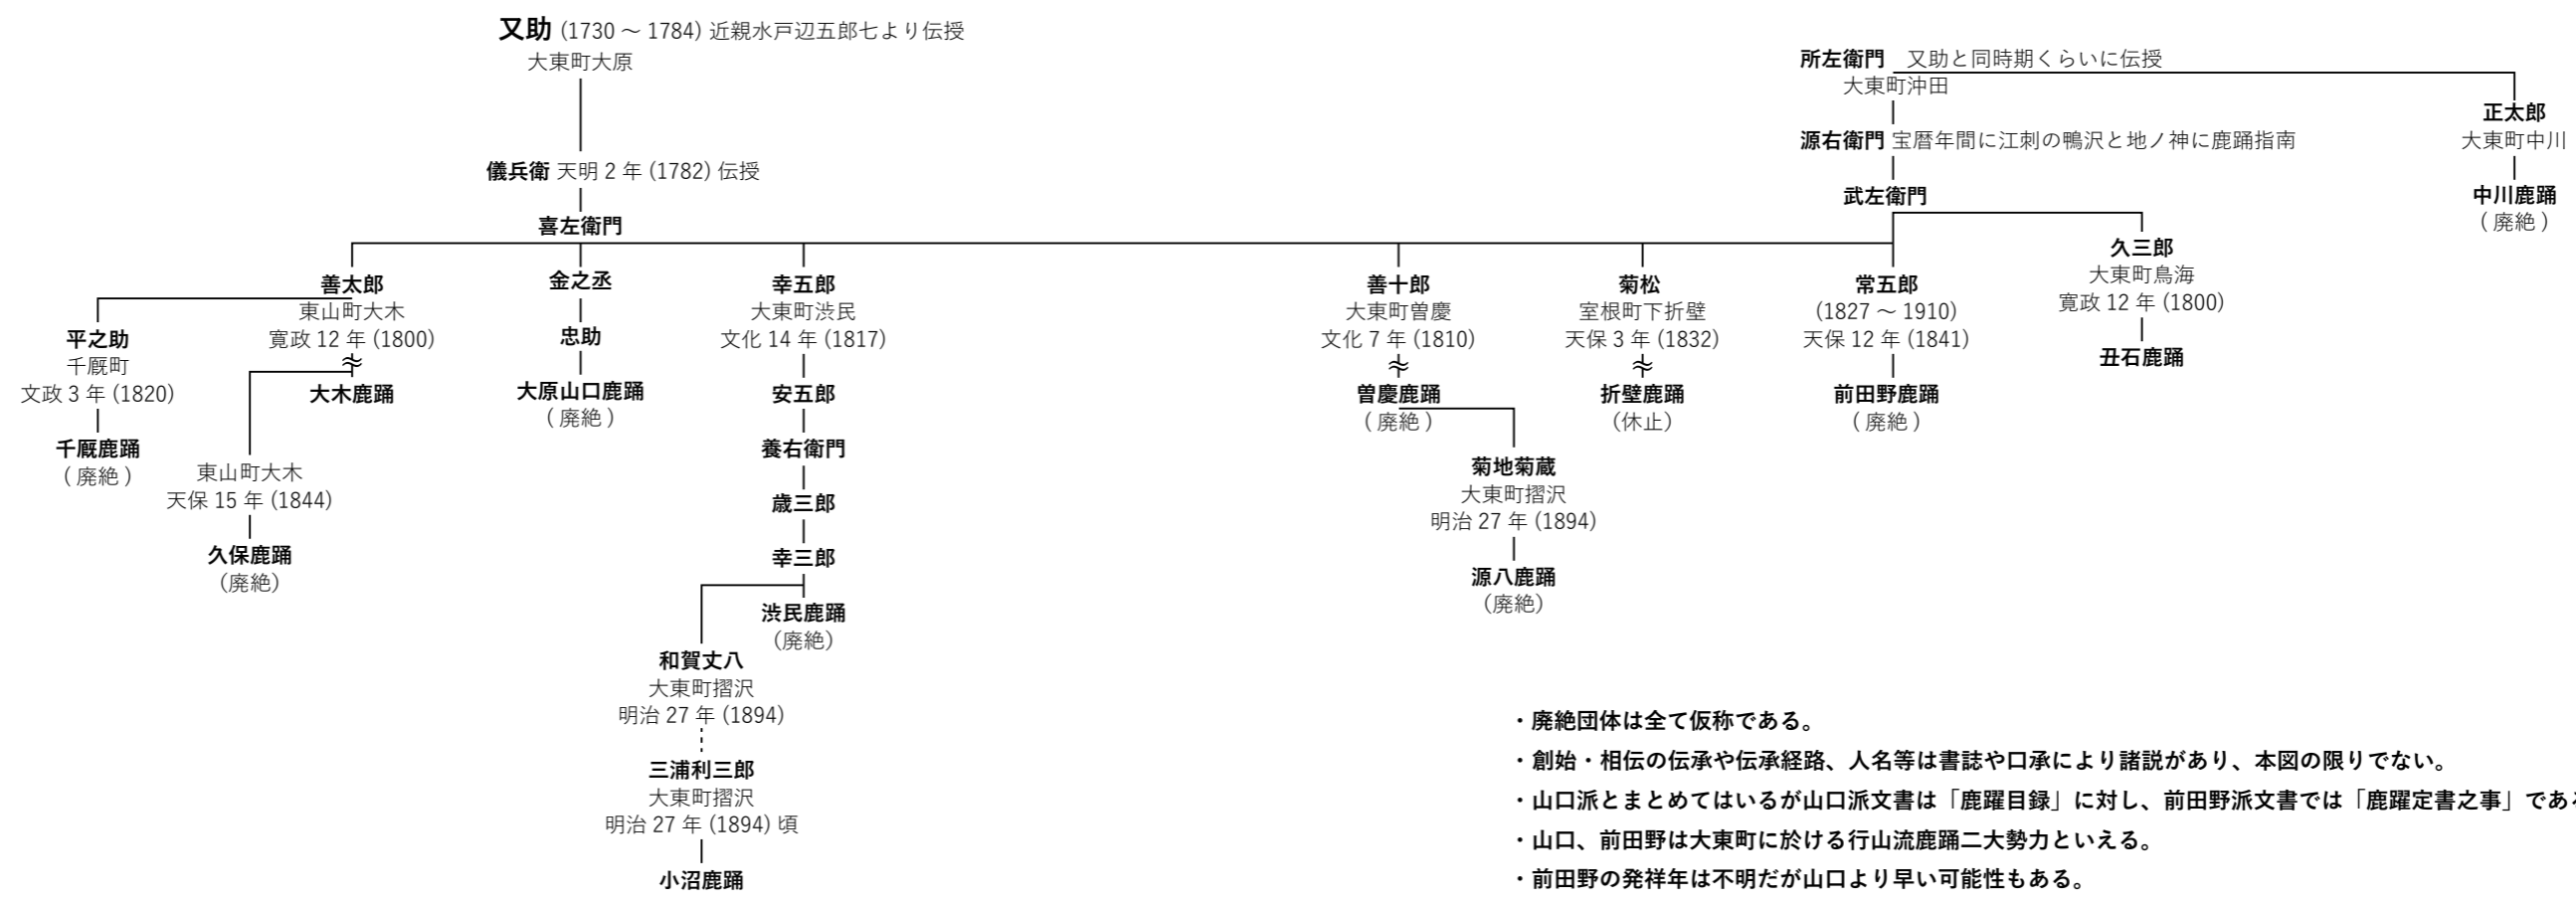 又助 (1730 ～ 1784) 近親水戸辺五郎七より伝授
大東町大原
儀兵衛 天明 2 年 (1782) 伝授
喜左衛門
善太郎
東山町大木
寛政 12 年 (1800)
大木鹿踊
平之助
千厩町
文政 3 年 (1820)
千厩鹿踊
( 廃絶 )
東山町大木
天保 15 年 (1844)
久保鹿踊
(廃絶)
金之丞
忠助
大原山口鹿踊
( 廃絶 )
幸五郎
大東町渋民
文化 14 年 (1817)
安五郎
養右衛門
歳三郎
幸三郎
渋民鹿踊
(廃絶)
和賀丈八
大東町摺沢
明治 27 年 (1894)
三浦利三郎
大東町摺沢
明治 27 年 (1894) 頃
小沼鹿踊
善十郎
大東町曽慶
文化 7 年 (1810)
曽慶鹿踊
( 廃絶 )
菊地菊蔵
大東町摺沢
明治 27 年 (1894)
源八鹿踊
(廃絶)
菊松
室根町下折壁
天保 3 年 (1832)
折壁鹿踊
(休止)
所左衛門 又助と同時期くらいに伝授
大東町沖田
源右衛門 宝暦年間に江刺の鴨沢と地ノ神に鹿踊指南
武左衛門
常五郎
(1827 ～ 1910)
天保 12 年 (1841)
前田野鹿踊
( 廃絶 )
久三郎
大東町鳥海
寛政 12 年 (1800)
丑石鹿踊
正太郎
大東町中川
中川鹿踊
( 廃絶 )
・廃絶団体は全て仮称である。
・創始・相伝の伝承や伝承経路、人名等は書誌や口承により諸説があり、本図の限りでない。
・山口派とまとめてはいるが山口派文書は「鹿躍目録」に対し、前田野派文書では「鹿躍定書之事」であ
・山口、前田野は大東町に於ける行山流鹿踊二大勢力といえる。
・前田野の発祥年は不明だが山口より早い可能性もある。